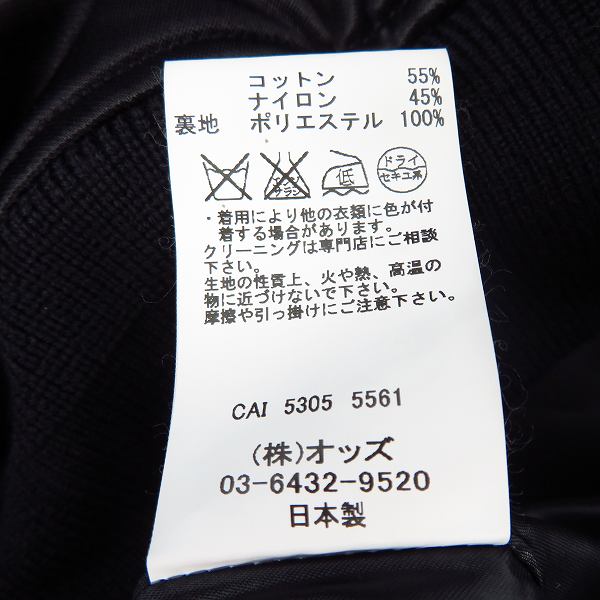 コットン 55%
ナイロン 45%
裏地 ポリエステル 100%
エンソ サラシ 低 ドライ セキユ系
・着用により他の衣類に色が付
着する場合があります。
クリーニングは専門店にご相談
下さい。
生地の性質上、火や熱、高温の
物に近づけないで下さい。
摩擦や引っ掛けにご注意下さい。
CAI 5305 5561
(株)オッズ
03-6432-9520
日本製